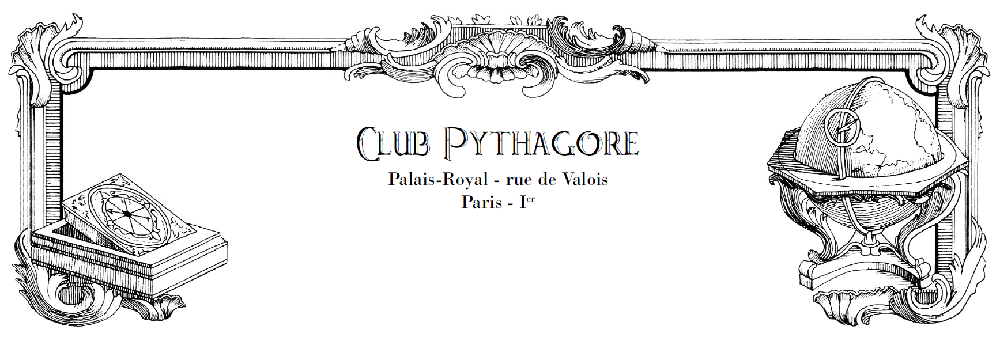 CLUB PYTHAGORE
Palais-Royal - rue de Valois
Paris - Ier